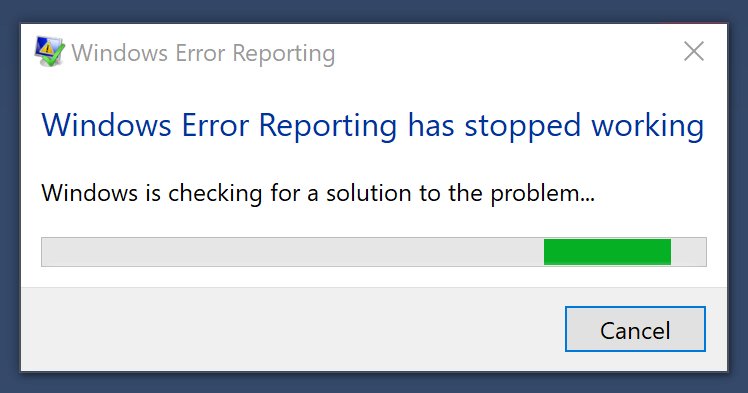 Windows Error Reporting
Windows Error Reporting has stopped working
Windows is checking for a solution to the problem...
Cancel